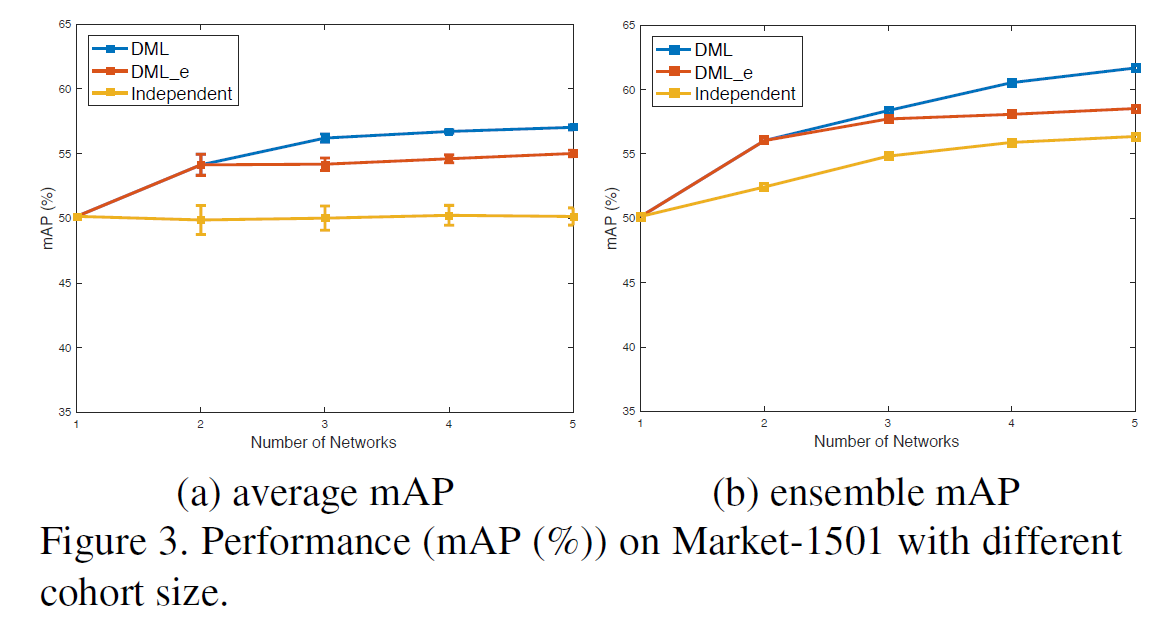 65
60
55
50
45
40
35
mAP (%)
DML
DML_e
Independent
1 2 3 4 5
Number of Networks
65
60
55
50
45
40
35
mAP (%)
DML
DML_e
Independent
1 2 3 4 5
Number of Networks
(a) average mAP
(b) ensemble mAP
Figure 3. Performance (mAP (%)) on Market-1501 with different
cohort size.